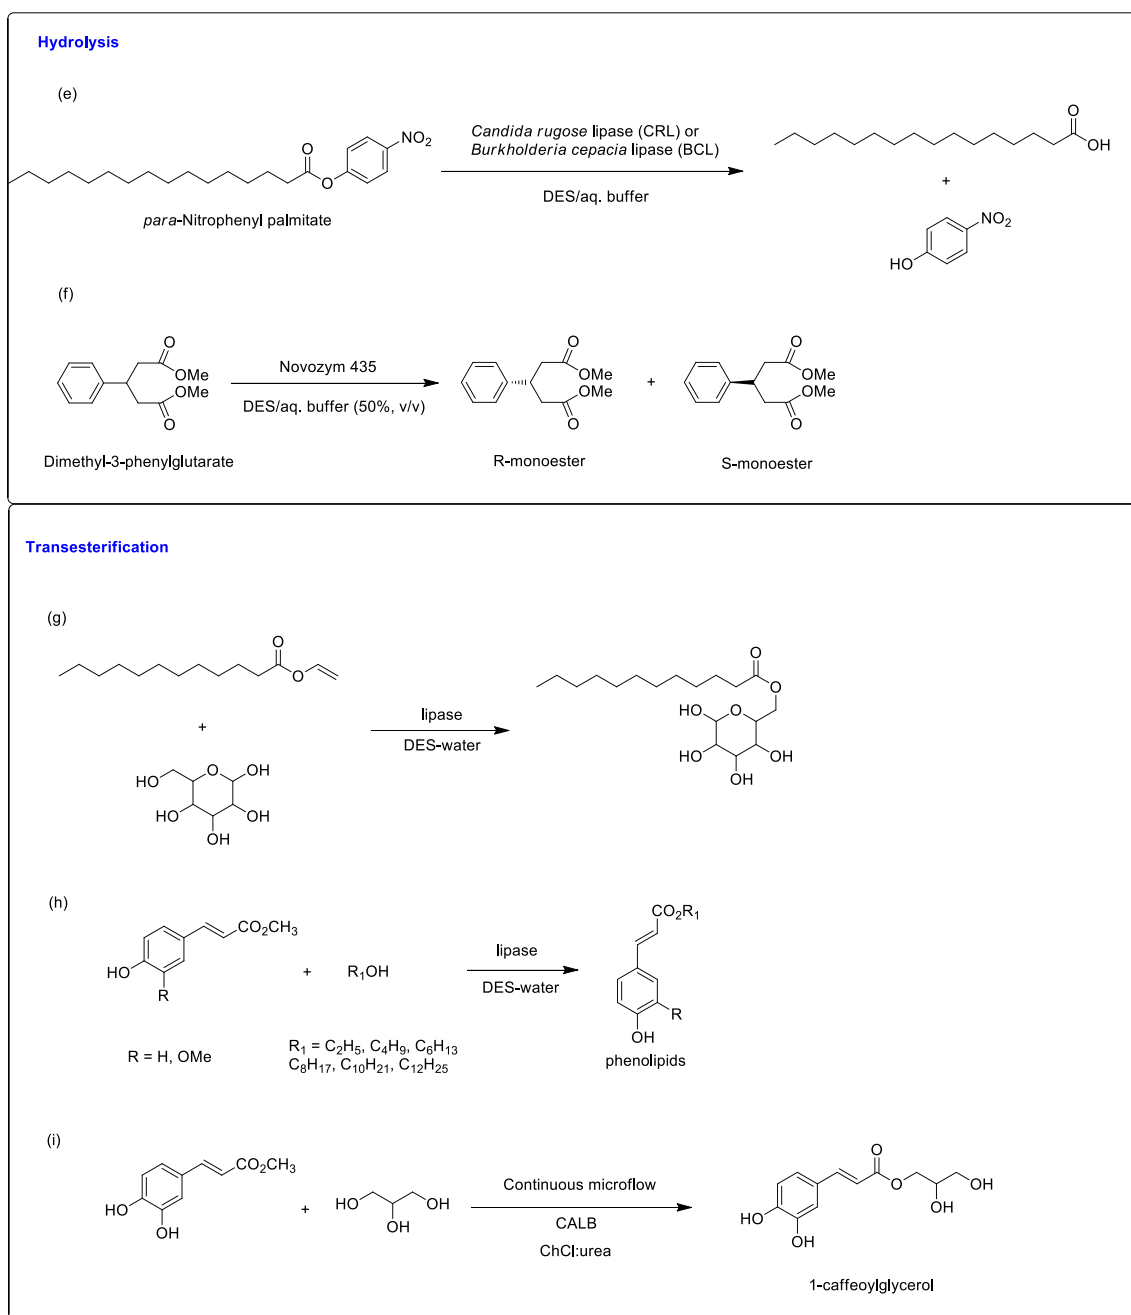 Hydrolysis
(e)
O
O
NO2
para-Nitrophenyl palmitate
Candida rugose lipase (CRL) or
Burkholderia cepacia lipase (BCL)
DES/aq. buffer
O
OH
+
NO2
HO
(f)
O
OMe
MeO
O
Dimethyl-3-phenylglutarate
Novozym 435
DES/aq. buffer (50%, v/v)
O
OMe
OMe
O
R-monoester
+
O
OMe
OMe
O
S-monoester
Transesterification
(g)
O
O
+
HO
O
OH
HO
OH
OH
lipase
DES-water
O
O
HO
O
HO
OH
OH
(h)
CO2CH3
HO
R
R = H, OMe
+
R1OH
R1 = C2H5, C4H9, C6H13
C8H17, C10H21, C12H25
lipase
DES-water
CO2R1
R
OH
phenolipids
(i)
CO2CH3
HO
OH
+
HO
OH
OH
Continuous microflow
CALB
ChCl:urea
O
O
OH
OH
HO
OH
1-caffeoylglycerol